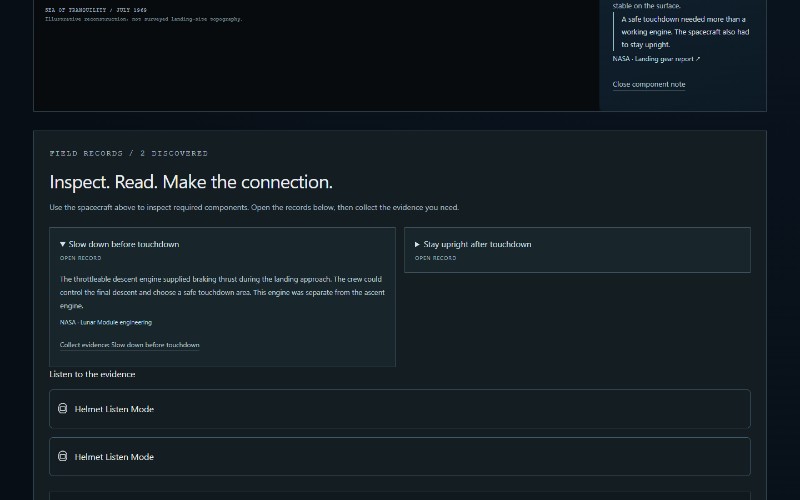 SEA OF TRANQUILITY / JULY 1969
Illustrative reconstruction, not surveyed landing-site topography.
stable on the surface.
A safe touchdown needed more than a
working engine. The spacecraft also had
to stay upright.
NASA · Landing gear report ↗
Close component note
FIELD RECORDS / 2 DISCOVERED
Inspect. Read. Make the connection.
Use the spacecraft above to inspect required components. Open the records below, then collect the evidence you need.
▼ Slow down before touchdown
OPEN RECORD
The throttleable descent engine supplied braking thrust during the landing approach. The crew could
control the final descent and choose a safe touchdown area. This engine was separate from the ascent
engine.
NASA · Lunar Module engineering
Collect evidence: Slow down before touchdown
▶ Stay upright after touchdown
OPEN RECORD
Listen to the evidence
Helmet Listen Mode
Helmet Listen Mode